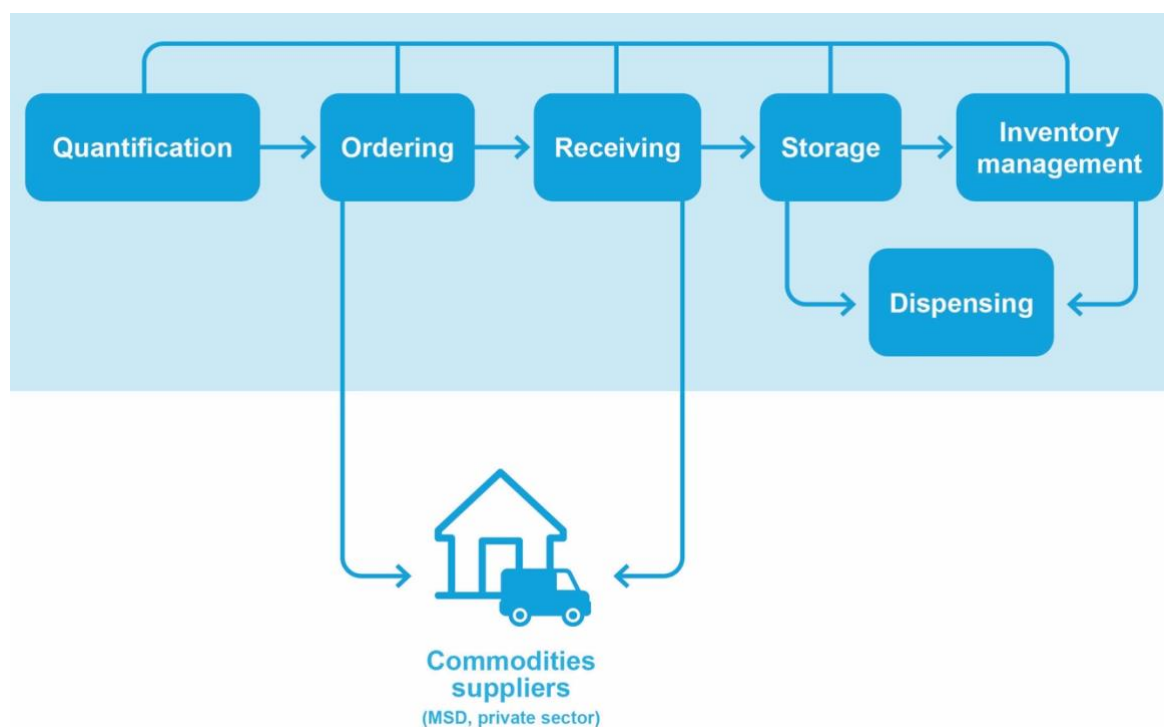 Quantification
Ordering
Receiving
Storage
Inventory
management
Dispensing
Commodities
suppliers
(MSD, private sector)